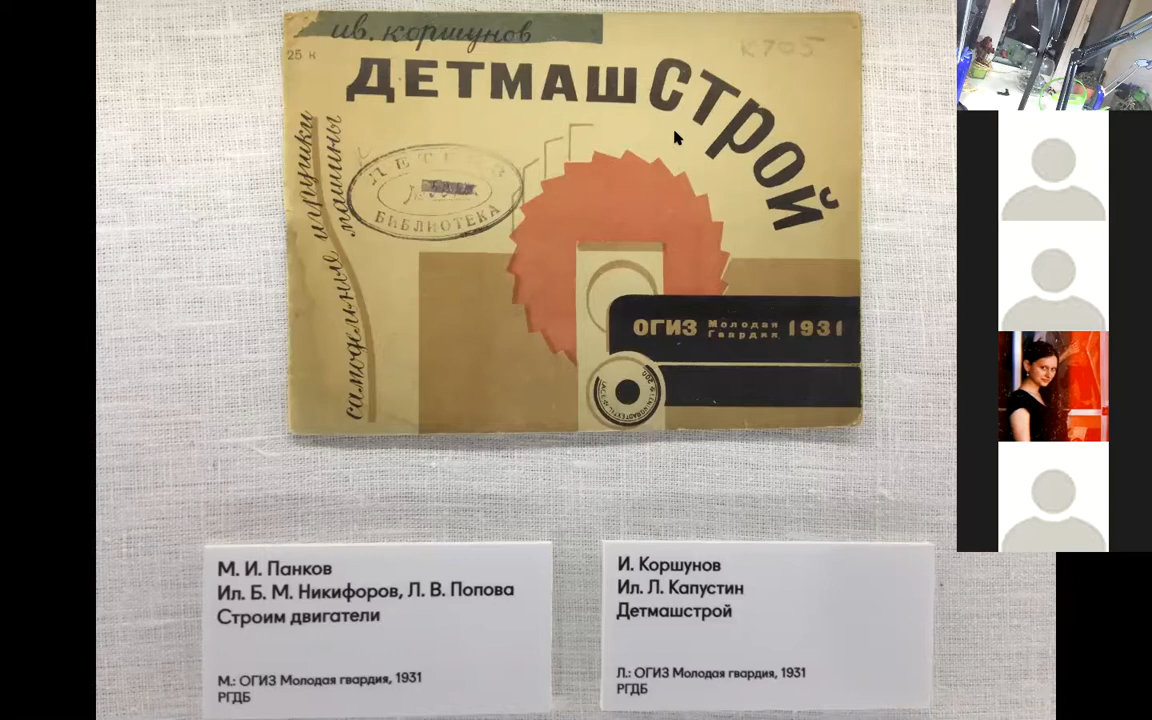 ив. коршунов
25 к
К705
ДЕТМАШСТРОЙ
самодельные игрушки
машины
БИБЛИОТЕКА
ОГИЗ Молодая Гвардия 1931
М. И. Панков
Ил. Б. М. Никифоров, Л. В. Попова
Строим двигатели
М.: ОГИЗ Молодая гвардия, 1931
РГДБ
И. Коршунов
Ил. Л. Капустин
Детмашстрой
Л.: ОГИЗ Молодая гвардия, 1931
РГДБ